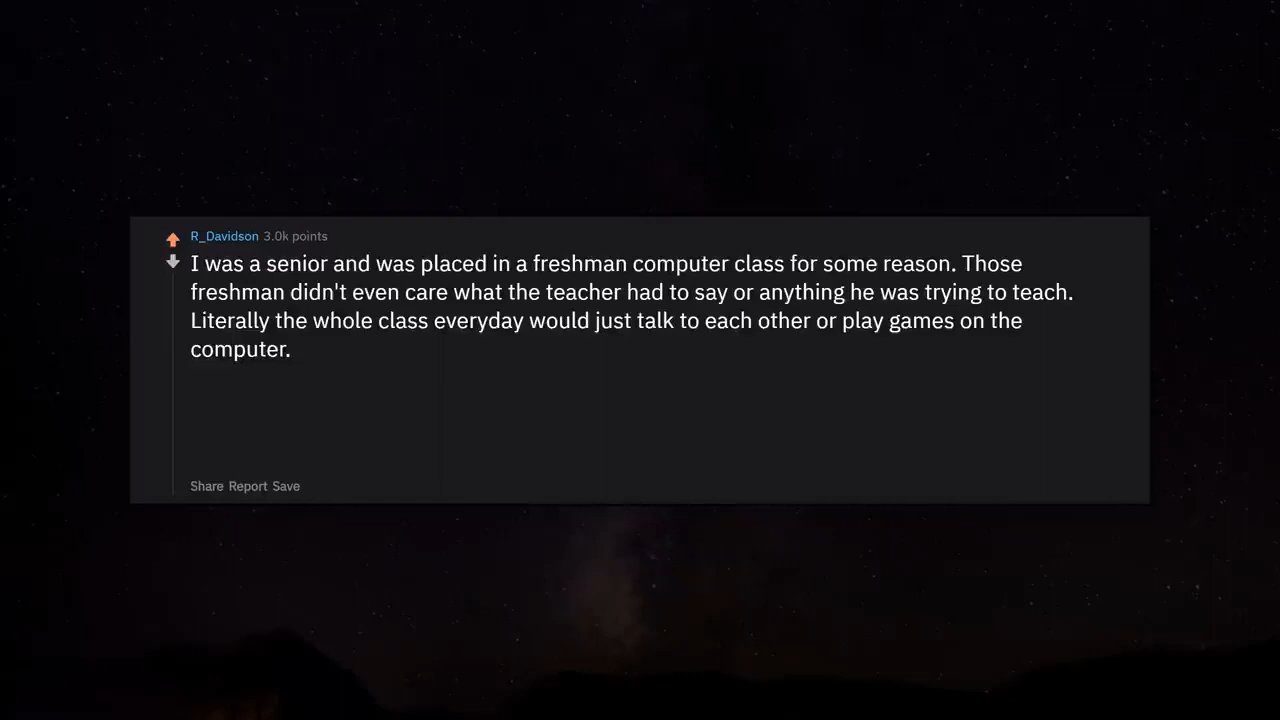 R_Davidson 3.0k points
I was a senior and was placed in a freshman computer class for some reason. Those
freshman didn't even care what the teacher had to say or anything he was trying to teach.
Literally the whole class everyday would just talk to each other or play games on the
computer.
Share Report Save